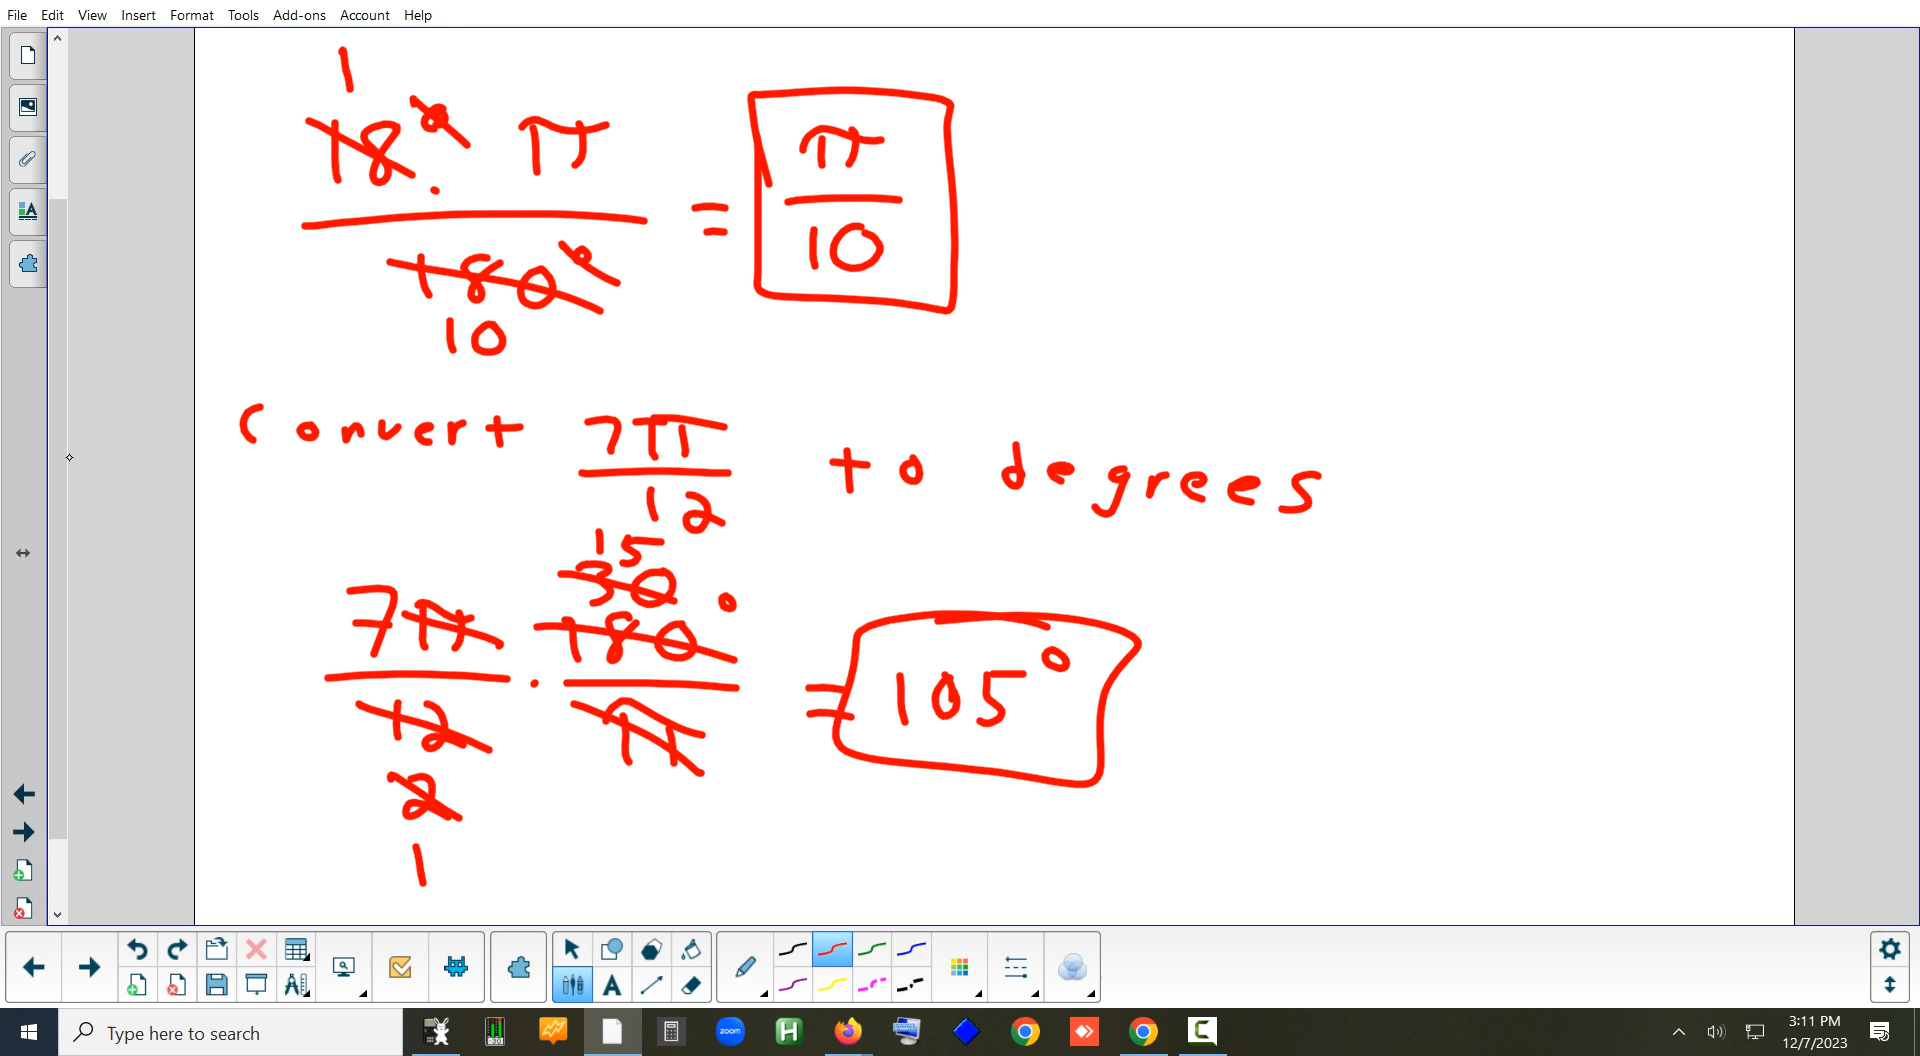 File Edit View Insert Format Tools Add-ons Account Help
1
18° π
·
180°
10
=
π
10
Convert 7π to degrees
12
15
30
7π · 180°
12 π
2
1
= 105°
A
A
Type here to search
-30
zoom
H
C
3:11 PM
12/7/2023